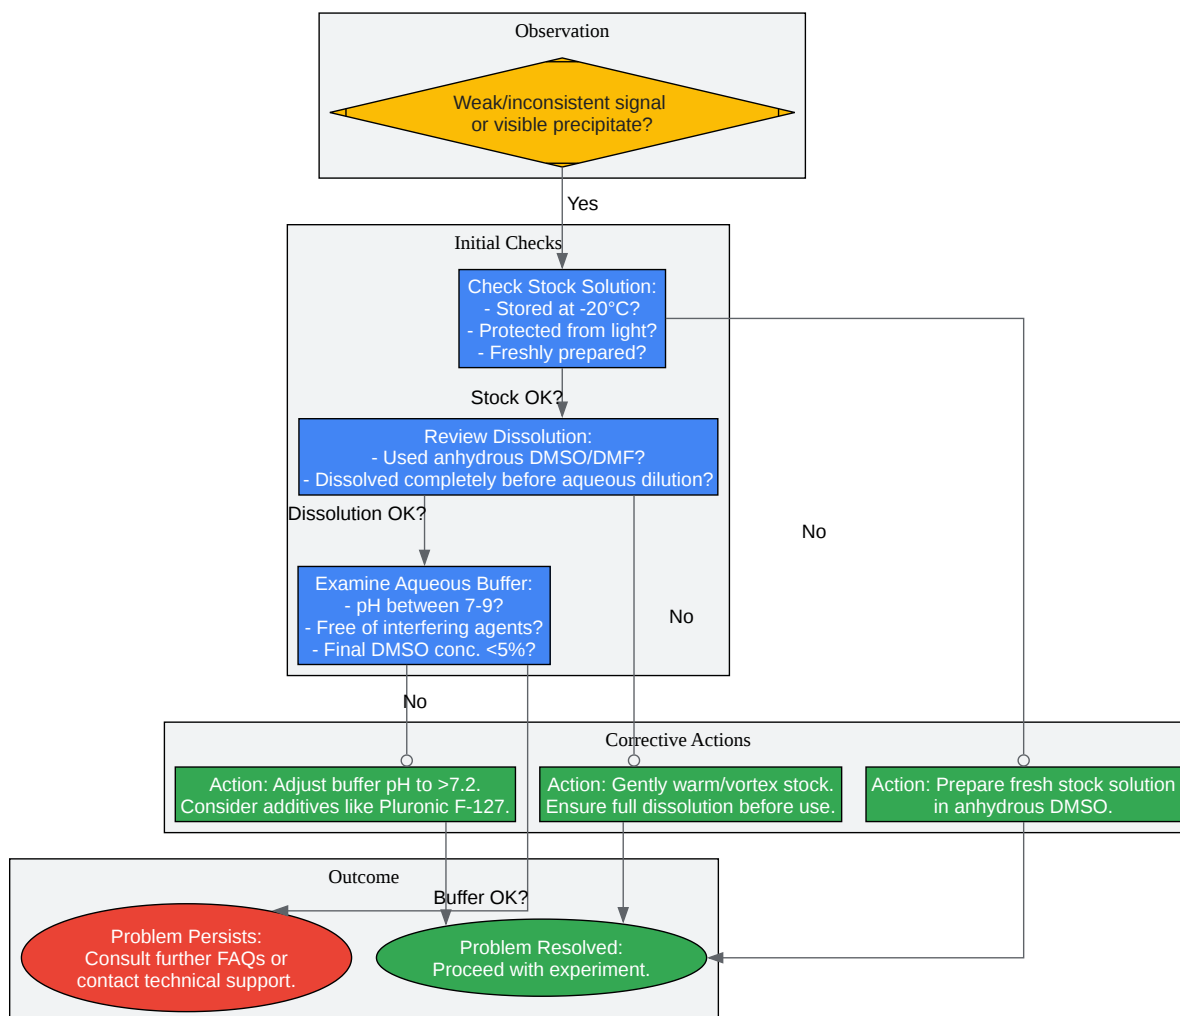 Observation
Weak/inconsistent signal
or visible precipitate?
Yes
Initial Checks
Check Stock Solution:
- Stored at -20°C?
- Protected from light?
- Freshly prepared?
Stock OK?
Review Dissolution:
- Used anhydrous DMSO/DMF?
- Dissolved completely before aqueous dilution?
Dissolution OK?
No
Examine Aqueous Buffer:
- pH between 7-9?
- Free of interfering agents?
- Final DMSO conc. <5%?
No
No
Corrective Actions
Action: Adjust buffer pH to >7.2.
Consider additives like Pluronic F-127.
Action: Gently warm/vortex stock.
Ensure full dissolution before use.
Action: Prepare fresh stock solution
in anhydrous DMSO.
Outcome
Buffer OK?
Problem Persists:
Consult further FAQs or
contact technical support.
Problem Resolved:
Proceed with experiment.